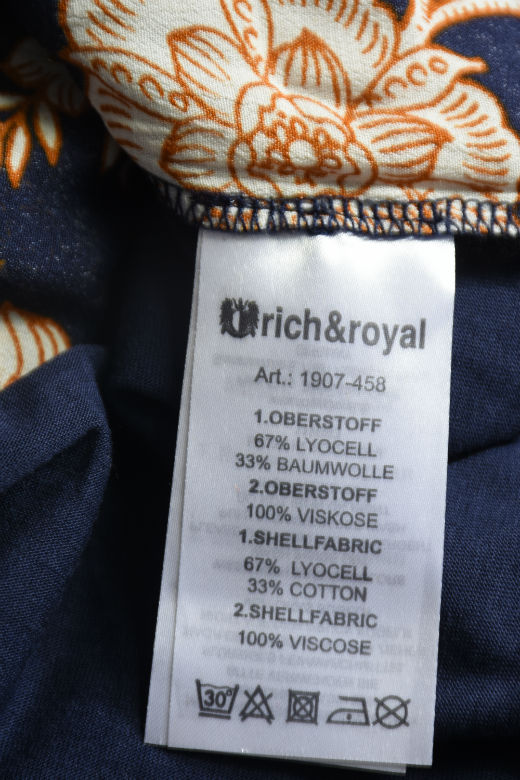 rich&royal
Art.: 1907-458
1.OBERSTOFF
67% LYOCELL
33% BAUMWOLLE
2.OBERSTOFF
100% VISKOSE
1.SHELLFABRIC
67% LYOCELL
33% COTTON
2.SHELLFABRIC
100% VISCOSE
30°